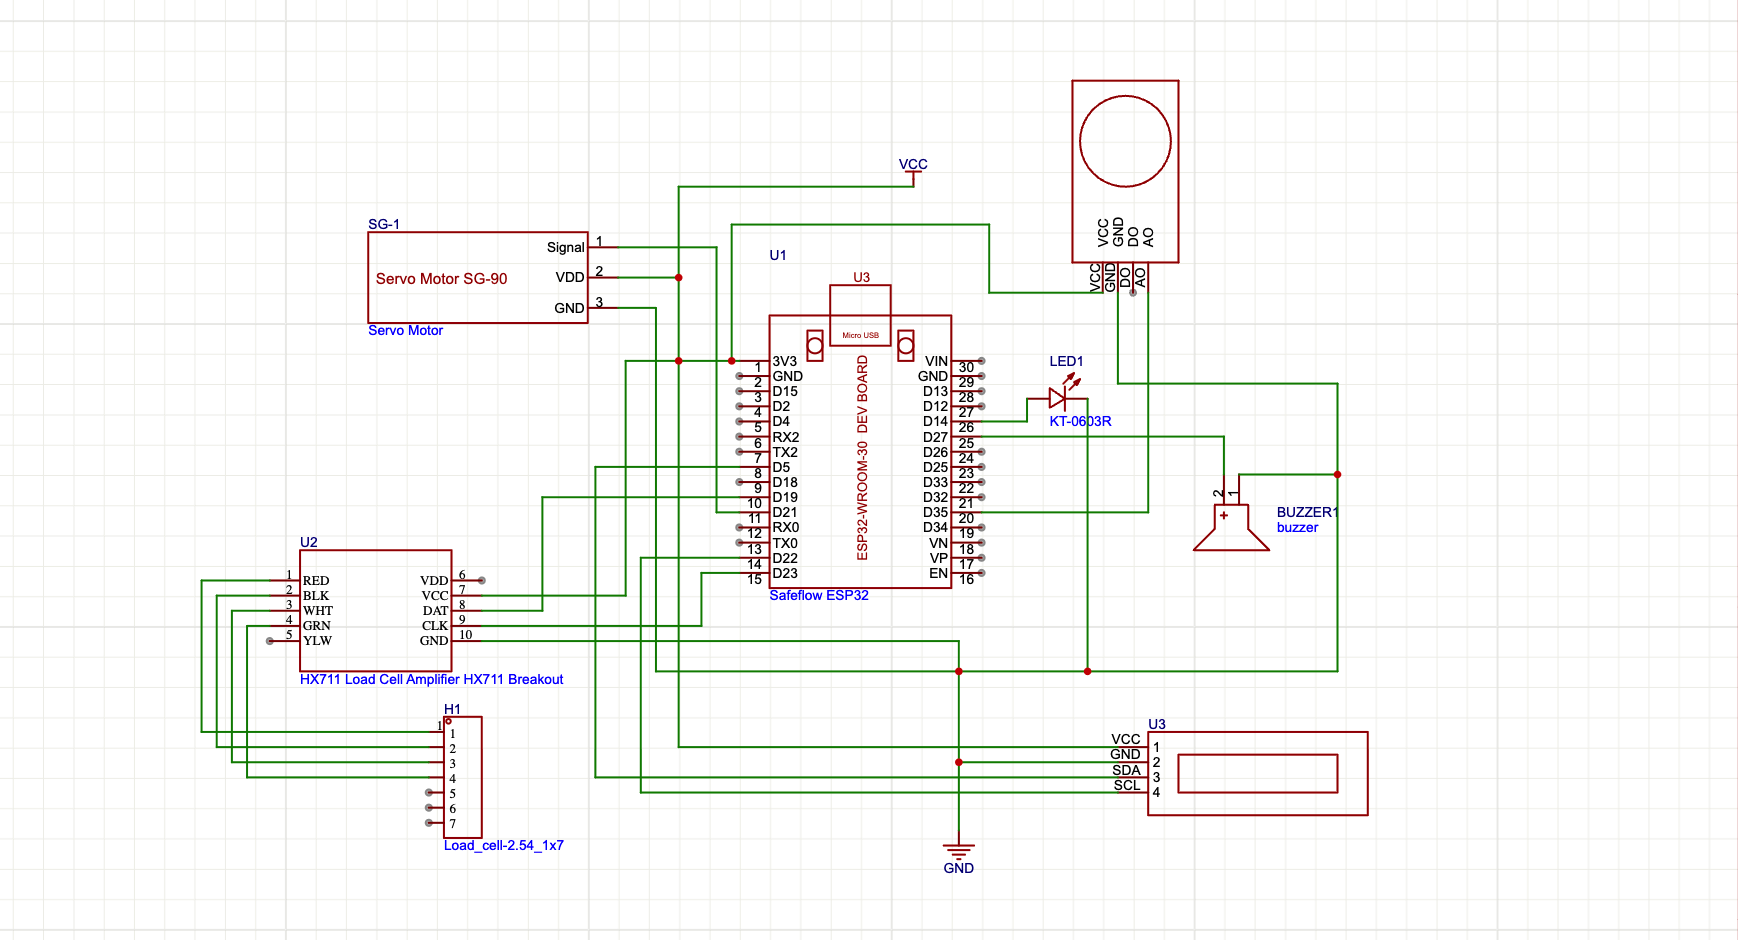 VCC
SG-1
Signal 1
Servo Motor SG-90
VDD 2
GND 3
Servo Motor
VCC
GND
DO
AO
VCC
GND
DO
AO
U1
U3
Micro USB
ESP32-WROOM-30 DEV BOARD
3V3
1
GND
2
D15
3
D2
4
D4
5
RX2
6
TX2
7
D5
8
D18
9
D19
10
D21
11
RX0
12
TX0
13
D22
14
D23
15
VIN
30
GND
29
D13
28
D12
27
D14
26
D27
25
D26
24
D25
23
D33
22
D32
21
D35
20
D34
19
VN
18
VP
17
EN
16
Safeflow ESP32
LED1
KT-0603R
2
1
+
BUZZER1
buzzer
U2
1 RED
2 BLK
3 WHT
4 GRN
5 YLW
VDD 6
VCC 7
DAT 8
CLK 9
GND 10
HX711 Load Cell Amplifier HX711 Breakout
H1
1
1
2
3
4
5
6
7
Load_cell-2.54_1x7
U3
VCC 1
GND 2
SDA 3
SCL 4
GND